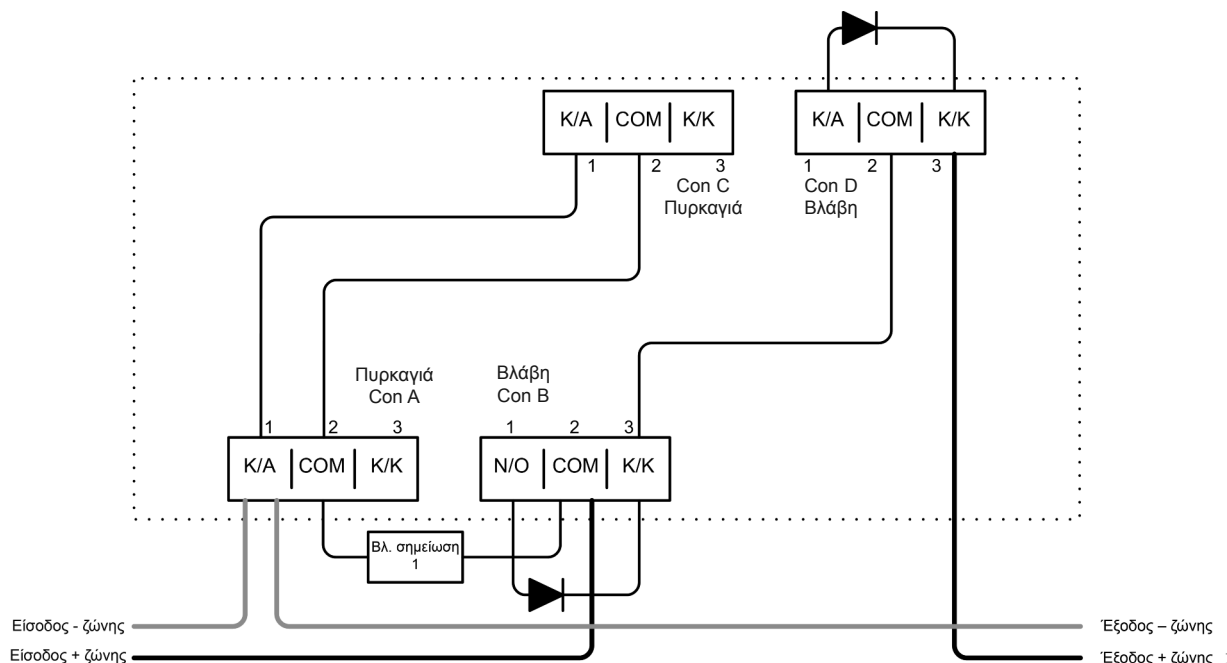 K/A COM K/K K/A COM K/K
1 2 3 1 2 3
Con C Con D
Πυρκαγιά Βλάβη
Πυρκαγιά Βλάβη
Con A Con B
1 2 3 1 2 3
K/A COM K/K N/O COM K/K
Βλ. σημείωση
1
Είσοδος - ζώνης Έξοδος – ζώνης
Είσοδος + ζώνης Έξοδος + ζώνης